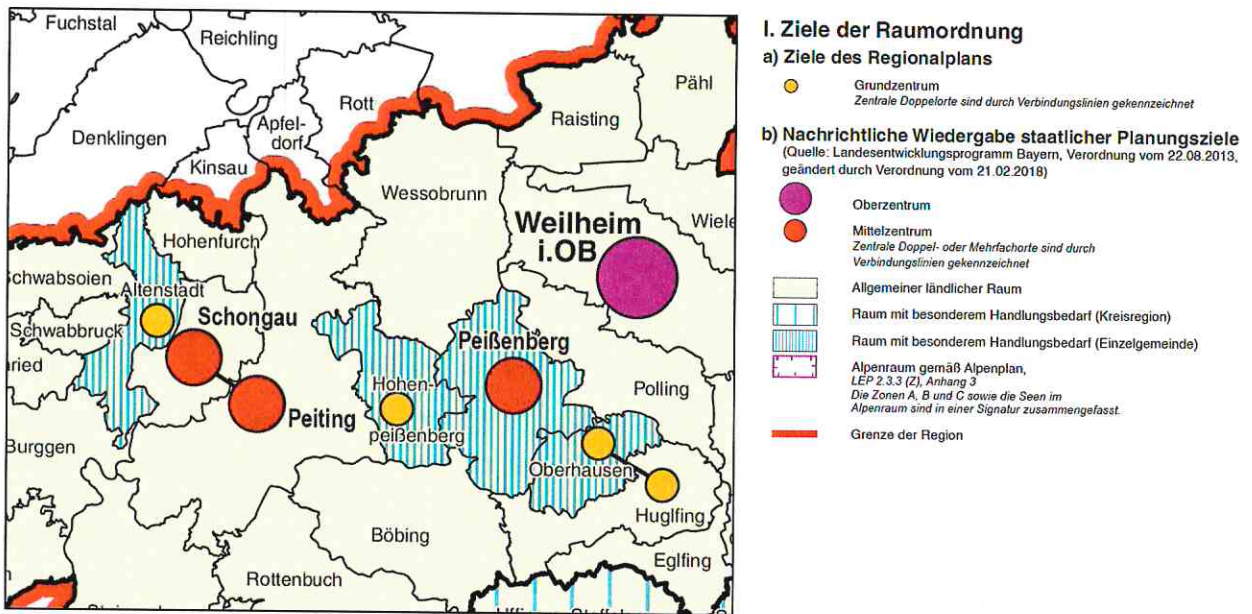 Fuchstal
Reichling
Pähl
Rott
Raisting
Denklingen
Apfel-
dorf
Kinsau
Wessobrunn
Weilheim
i.OB
Hohenfurch
Altenstadt
Schongau
Schwabbruck
Peißenberg
Polling
Hohen-
peißenberg
Peiting
Burggen
Oberhausen
Huglfing
Böbing
Eglfing
Rottenbuch
I. Ziele der Raumordnung
a) Ziele des Regionalplans
Grundzentrum
Zentrale Doppelorte sind durch Verbindungslinien gekennzeichnet
b) Nachrichtliche Wiedergabe staatlicher Planungsziele
(Quelle: Landesentwicklungsprogramm Bayern, Verordnung vom 22.08.2013,
geändert durch Verordnung vom 21.02.2018)
Oberzentrum
Mittelzentrum
Zentrale Doppel- oder Mehrfachorte sind durch
Verbindungslinien gekennzeichnet
Allgemeiner ländlicher Raum
Raum mit besonderem Handlungsbedarf (Kreisregion)
Raum mit besonderem Handlungsbedarf (Einzelgemeinde)
Alpenraum gemäß Alpenplan,
LEP 2.3.3 (Z), Anhang 3
Die Zonen A, B und C sowie die Seen im
Alpenraum sind in einer Signatur zusammengefasst.
Grenze der Region